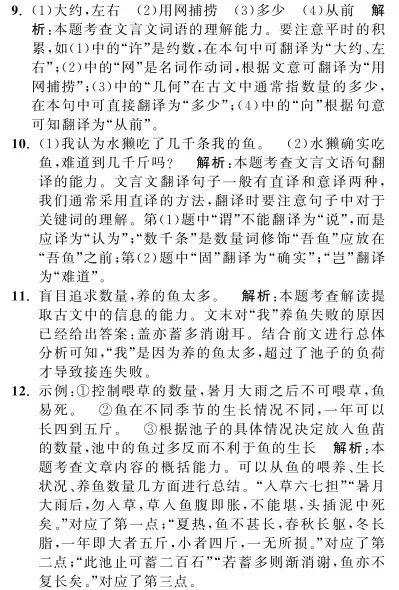 9. (1)大约,左右 (2)用网捕捞 (3)多少 (4)从前 解
析:本题考查文言文词语的理解能力。要注意平时的积
累,如(1)中的“许”是约数,在本句中可翻译为“大约、左
右”;(2)中的“网”是名词作动词,根据文意可翻译为“用
网捕捞”;(3)中的“几何”在古文中通常指数量的多少,
在本句中可直接翻译为“多少”;(4)中的“向”根据句意
可知翻译为“从前”。
10. (1)我认为水獭吃了几千条我的鱼。 (2)水獭确实吃
鱼,难道到几千斤吗? 解析:本题考查文言文语句翻
译的能力。文言文翻译句子一般有直译和意译两种,
我们通常采用直译的方法,翻译时要注意句子中对于
关键词的理解。第(1)题中“谓”不能翻译为“说”,而是
应译为“认为”;“数千条”是数量词修饰“吾鱼”应放在
“吾鱼”之前;第(2)题中“固”翻译为“确实”;“岂”翻译
为“难道”。
11. 盲目追求数量,养的鱼太多。 解析:本题考查解读提
取古文中的信息的能力。文末对“我”养鱼失败的原因
已经给出答案:盖亦蓄多消谢耳。结合前文进行总体
分析可知,“我”是因为养的鱼太多,超过了池子的负荷
才导致接连失败。
12. 示例:①控制喂草的数量,暑月大雨之后不可喂草,鱼
易死。 ②鱼在不同季节的生长情况不同,一年可以
长四到五斤。 ③根据池子的具体情况决定放入鱼苗
的数量,池中的鱼过多反而不利于鱼的生长 解析:本
题考查文章内容的概括能力。可以从鱼的喂养、生长
状况、养鱼数量几方面进行总结。“人草六七担”“暑月
大雨后,勿入草,草人鱼腹即胀,不能堪,头插泥中死
矣。”对应了第一点;“夏热,鱼不甚长,春秋长躯,冬长
脂,一年即大者五斤,小者四斤,一无所损。”对应了第
二点;“此池止可蓄二百石”“若蓄多则渐消谢,鱼亦不
复长矣。”对应了第三点。